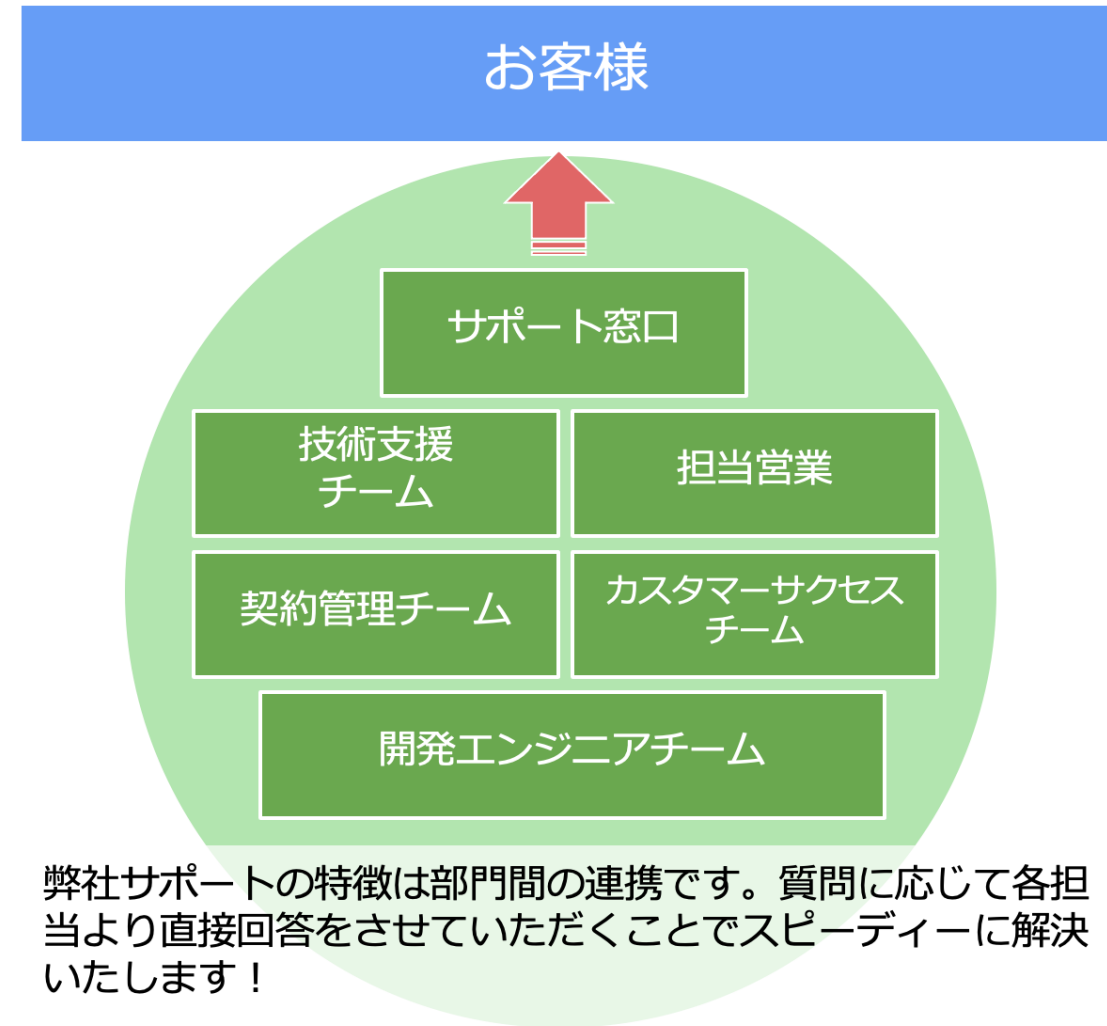 お客様
サポート窓口
技術支援
チーム
担当営業
契約管理チーム
カスタマーサクセス
チーム
開発エンジニアチーム
弊社サポートの特徴は部門間の連携です。質問に応じて各担
当より直接回答をさせていただくことでスピーディーに解決
いたします！